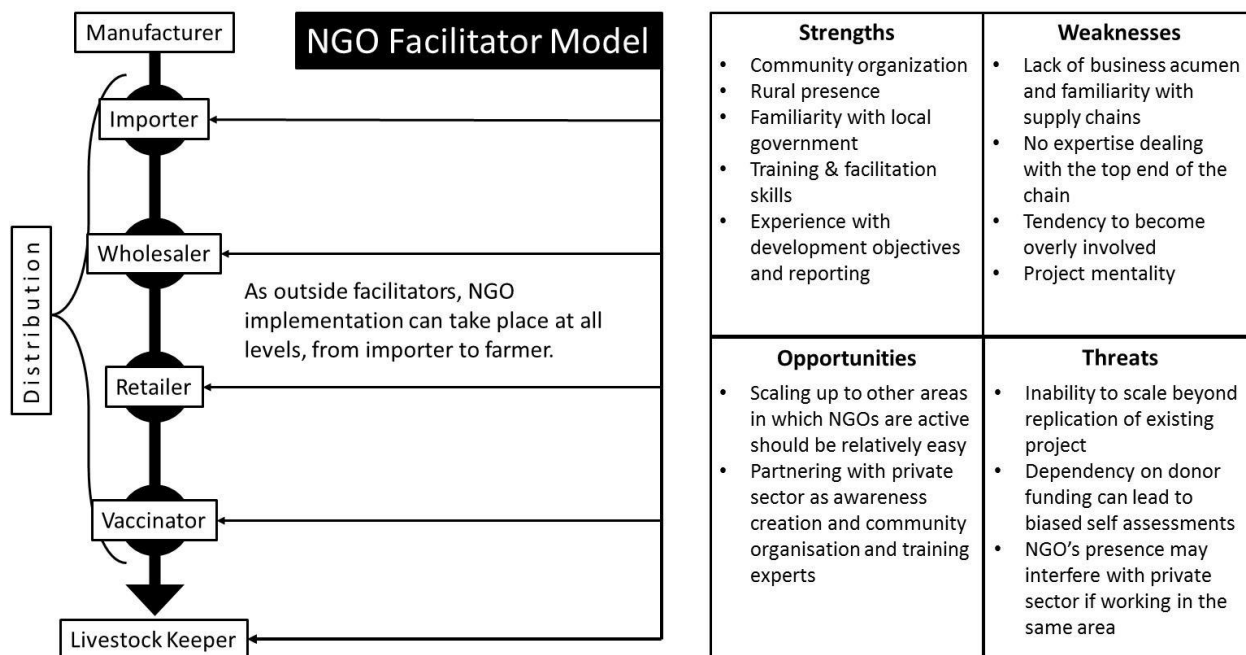 Manufacturer
NGO Facilitator Model
Importer
Wholesaler
As outside facilitators, NGO
implementation can take place at all
levels, from importer to farmer.
Distribution
Retailer
Vaccinator
Livestock Keeper
Strengths
• Community organization
• Rural presence
• Familiarity with local
government
• Training & facilitation
skills
• Experience with
development objectives
and reporting
Weaknesses
• Lack of business acumen
and familiarity with
supply chains
• No expertise dealing
with the top end of the
chain
• Tendency to become
overly involved
• Project mentality
Opportunities
• Scaling up to other areas
in which NGOs are active
should be relatively easy
• Partnering with private
sector as awareness
creation and community
organisation and training
experts
Threats
• Inability to scale beyond
replication of existing
project
• Dependency on donor
funding can lead to
biased self assessments
• NGO’s presence may
interfere with private
sector if working in the
same area